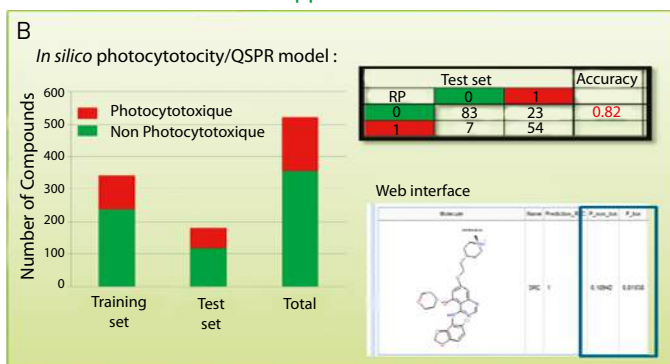 B
In silico photocytotocity/QSPR model :
600
500
400
300
200
100
0
Number of Compounds
Photocytotoxique
Non Photocytotoxique
Training set
Test set
Total
Test set Accuracy
RP 0 1
0 83 23 0.82
1 7 54
Web interface
Molecule Name P_non_tox P_tox
1